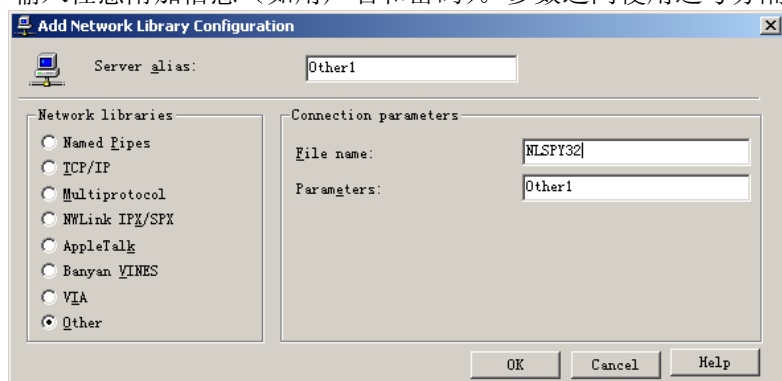 Add Network Library Configuration
Server alias:
Other1
Network libraries
Named Pipes
TCP/IP
Multiprotocol
NWLink IPX/SPX
AppleTalk
Banyan VINES
VIA
Other
Connection parameters
File name:
NLSPY32
Parameters:
Other1
OK
Cancel
Help